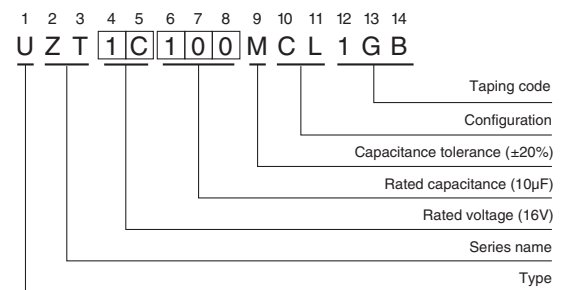 1 2 3 4 5 6 7 8 9 10 11 12 13 14
U Z T 1 C 1 0 0 M C L 1 G B
Taping code
Configuration
Capacitance tolerance (±20%)
Rated capacitance (10µF)
Rated voltage (16V)
Series name
Type